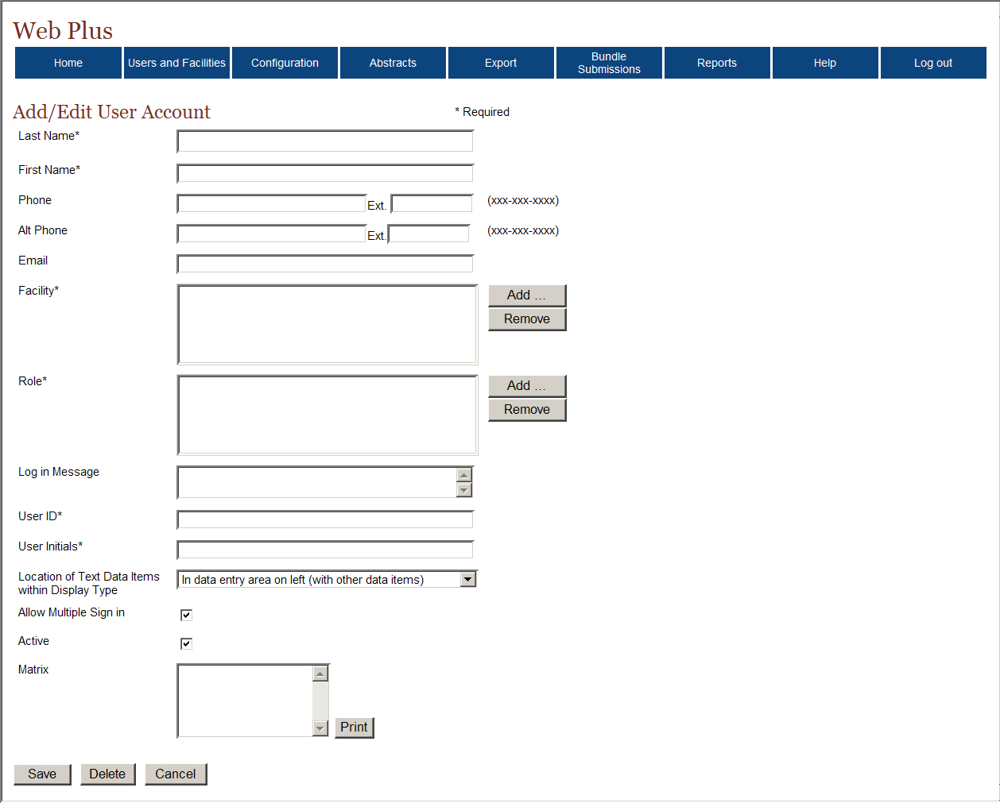 Web Plus
Home
Users and Facilities
Configuration
Abstracts
Export
Bundle
Submissions
Reports
Help
Log out
Add/Edit User Account
* Required
Last Name*
First Name*
Phone
Ext.
(xxx-xxx-xxxx)
Alt Phone
Ext.
(xxx-xxx-xxxx)
Email
Facility*
Add ...
Remove
Role*
Add ...
Remove
Log in Message
User ID*
User Initials*
Location of Text Data Items
within Display Type
In data entry area on left (with other data items)
Allow Multiple Sign in
Active
Matrix
Print
Save
Delete
Cancel